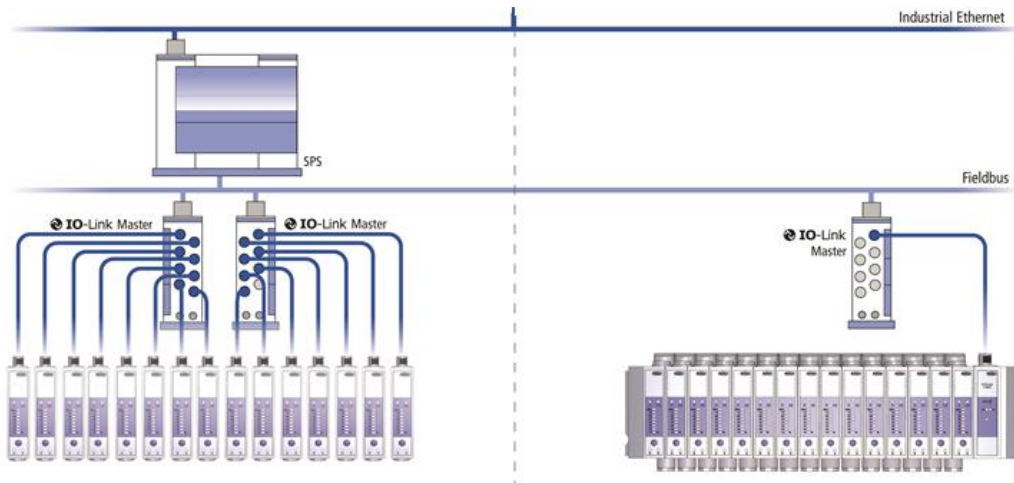 Industrial Ethernet
SPS
Fieldbus
IO-Link Master
IO-Link Master
IO-Link
Master